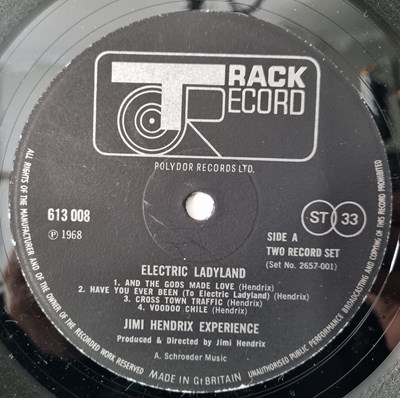 TRACK
RECORD
POLYDOR RECORDS LTD.
613 008
℗ 1968
ST 33
SIDE A
TWO RECORD SET
(Set No. 2657-001)
ELECTRIC LADYLAND
1. AND THE GODS MADE LOVE (Hendrix)
2. HAVE YOU EVER BEEN (To Electric Ladyland) (Hendrix)
3. CROSS TOWN TRAFFIC (Hendrix)
4. VOODOO CHILE (Hendrix)
JIMI HENDRIX EXPERIENCE
Produced & Directed by Jimi Hendrix
A. Schroeder Music
ALL RIGHTS OF THE MANUFACTURER AND OF THE OWNER OF THE RECORDED WORK RESERVED
UNAUTHORISED PUBLIC PERFORMANCE BROADCASTING AND COPYING OF THIS RECORD PROHIBITED
MADE IN Gt BRITAIN